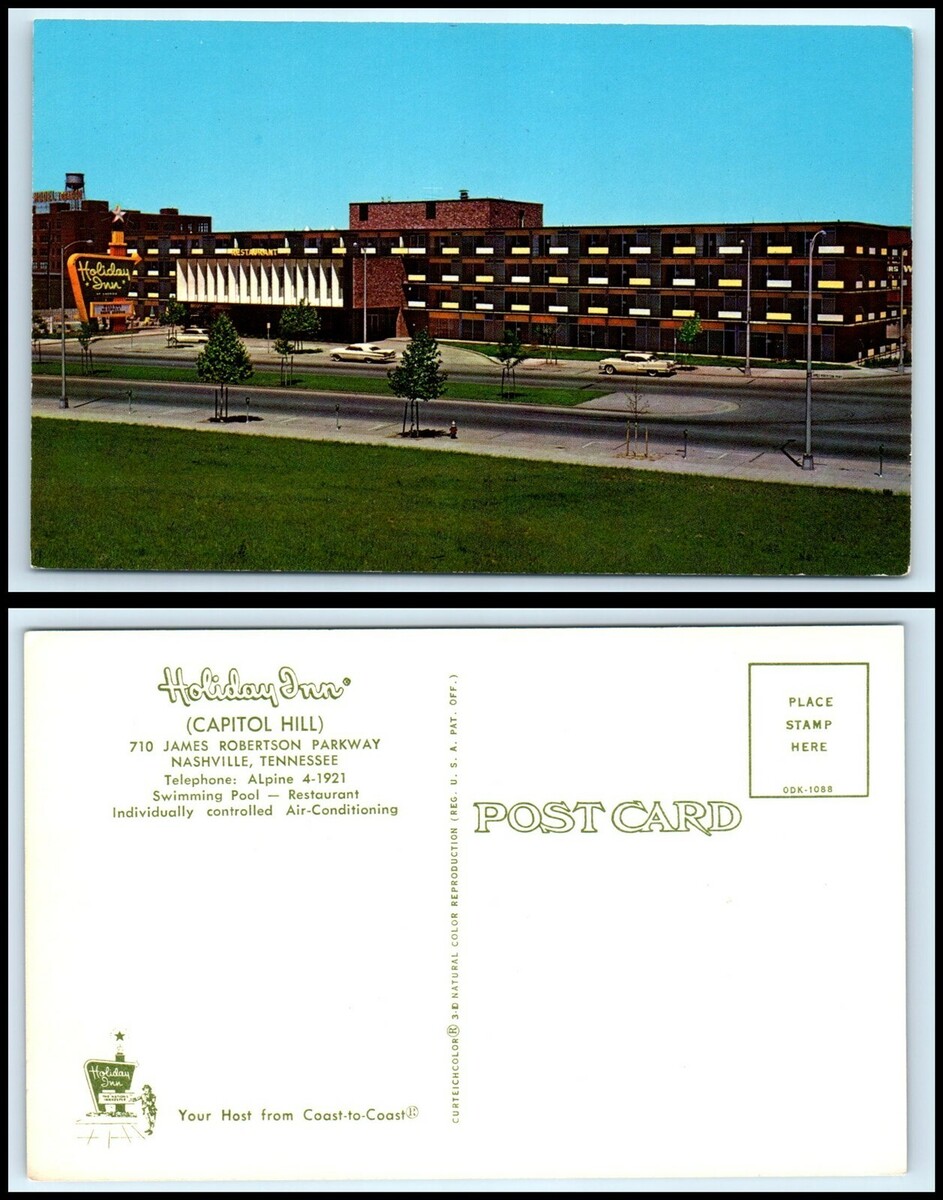 Holiday
Inn
RESTAURANT
Holiday Inn®
(CAPITOL HILL)
710 JAMES ROBERTSON PARKWAY
NASHVILLE, TENNESSEE
Telephone: ALpine 4-1921
Swimming Pool — Restaurant
Individually controlled Air-Conditioning
Holiday
Inn
Your Host from Coast-to-Coast®
CURTEICHCOLOR® 3-D NATURAL COLOR REPRODUCTION (REG. U. S. A. PAT. OFF.)
POST CARD
PLACE
STAMP
HERE
ODK-1088